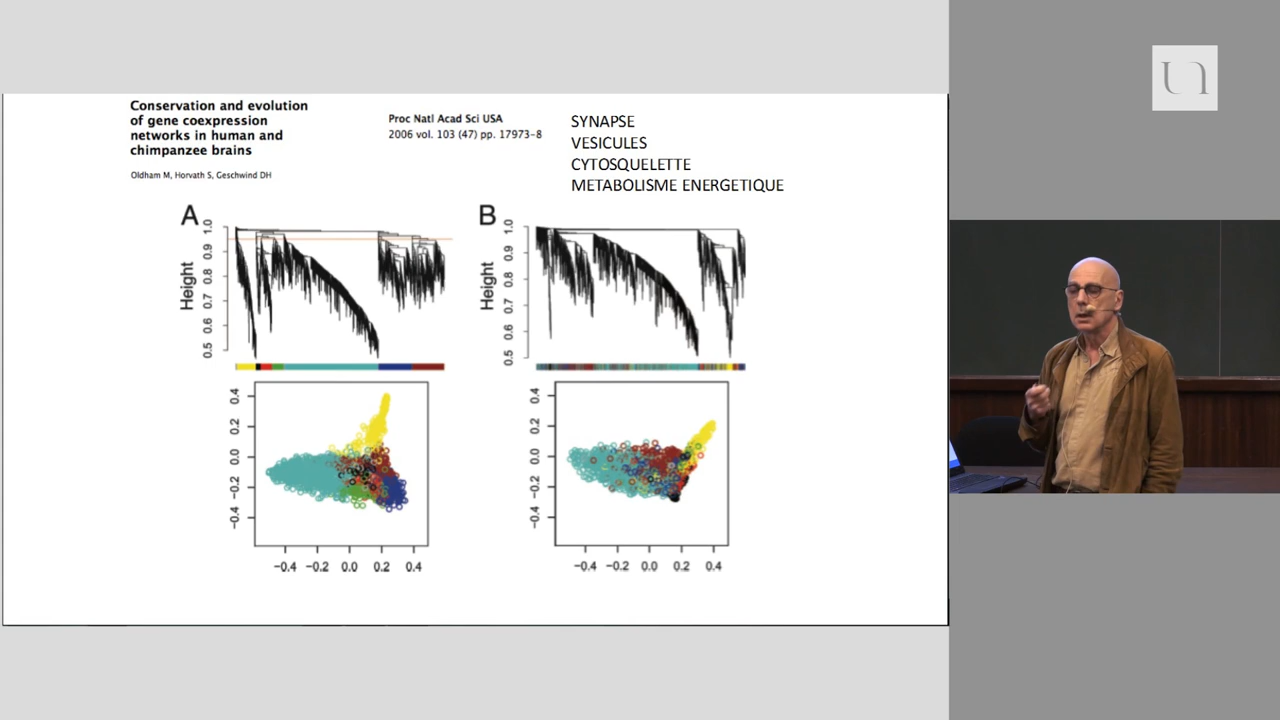 Conservation and evolution
of gene coexpression
networks in human and
chimpanzee brains
Oldham M, Horvath S, Geschwind DH
Proc Natl Acad Sci USA
2006 vol. 103 (47) pp. 17973-8
SYNAPSE
VESICULES
CYTOSQUELETTE
METABOLISME ENERGETIQUE
A
Height
1.0
0.9
0.8
0.7
0.6
0.5
0.4
0.2
0.0
−0.2
−0.4
−0.4 −0.2 0.0 0.2 0.4
B
Height
1.0
0.9
0.8
0.7
0.6
0.5
0.4
0.2
0.0
−0.2
−0.4
−0.4 −0.2 0.0 0.2 0.4